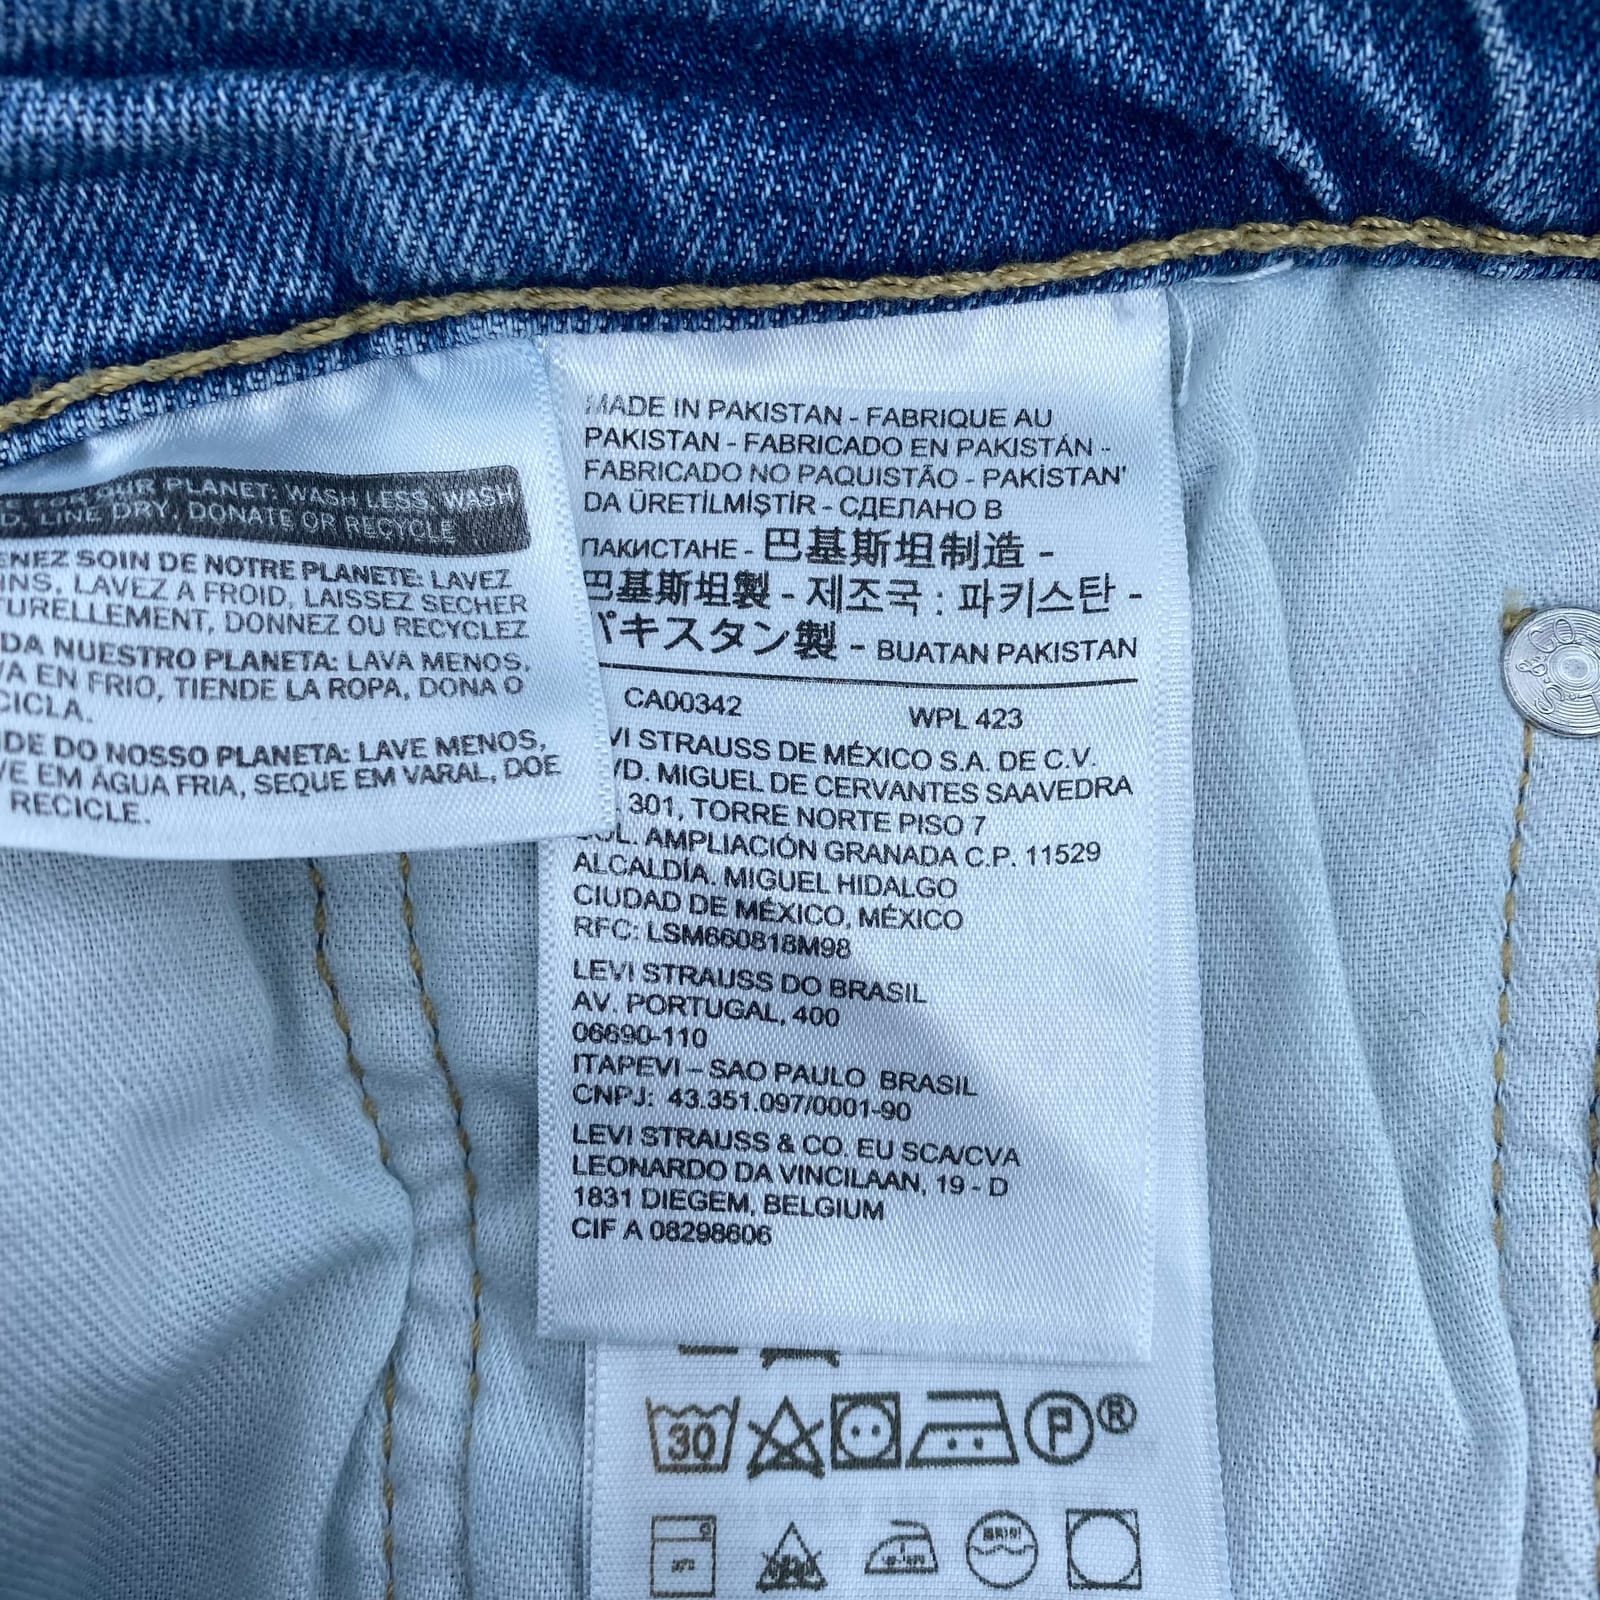 OUR PLANET: WASH LESS, WASH
LINE DRY, DONATE OR RECYCLE
SOIN DE NOTRE PLANETE: LAVEZ
LAVEZ A FROID, LAISSEZ SECHER
DONNEZ OU RECYCLEZ
NUESTRO PLANETA: LAVA MENOS,
EN FRIO, TIENDE LA ROPA, DONA O
DO NOSSO PLANETA: LAVE MENOS,
EM ÁGUA FRIA, SEQUE EM VARAL, DOE
RECICLE.
MADE IN PAKISTAN - FABRIQUE AU
PAKISTAN - FABRICADO EN PAKISTÁN -
FABRICADO NO PAQUISTÃO - PAKİSTAN'
DA ÜRETİLMİŞTİR - СДЕЛАНО В
ПАКИСТАНЕ - 巴基斯坦制造 -
巴基斯坦製 - 제조국 : 파키스탄 -
パキスタン製 - BUATAN PAKISTAN
CA00342 WPL 423
STRAUSS DE MÉXICO S.A. DE C.V.
MIGUEL DE CERVANTES SAAVEDRA
301, TORRE NORTE PISO 7
AMPLIACIÓN GRANADA C.P. 11529
ALCALDÍA. MIGUEL HIDALGO
CIUDAD DE MÉXICO, MÉXICO
RFC: LSM660818M98
LEVI STRAUSS DO BRASIL
AV. PORTUGAL, 400
06690-110
ITAPEVI – SAO PAULO BRASIL
CNPJ: 43.351.097/0001-90
LEVI STRAUSS & CO. EU SCA/CVA
LEONARDO DA VINCILAAN, 19 - D
1831 DIEGEM, BELGIUM
CIF A 08298606
30 P ®